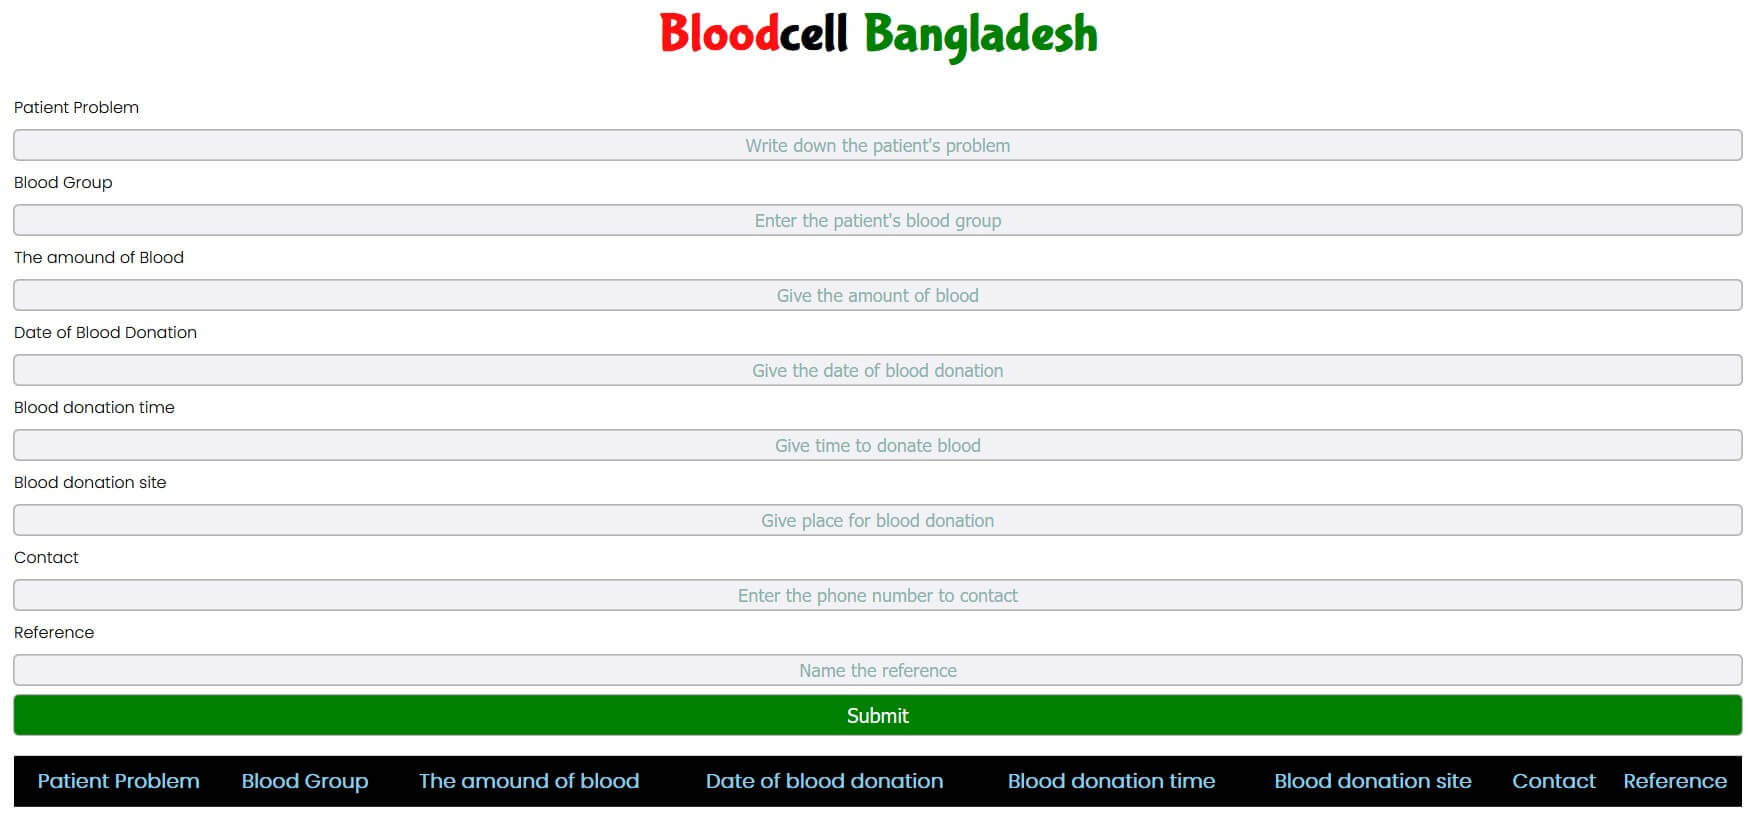 Bloodcell Bangladesh
Patient Problem
Write down the patient's problem
Blood Group
Enter the patient's blood group
The amound of Blood
Give the amount of blood
Date of Blood Donation
Give the date of blood donation
Blood donation time
Give time to donate blood
Blood donation site
Give place for blood donation
Contact
Enter the phone number to contact
Reference
Name the reference
Submit
Patient Problem Blood Group The amound of blood Date of blood donation Blood donation time Blood donation site Contact Reference